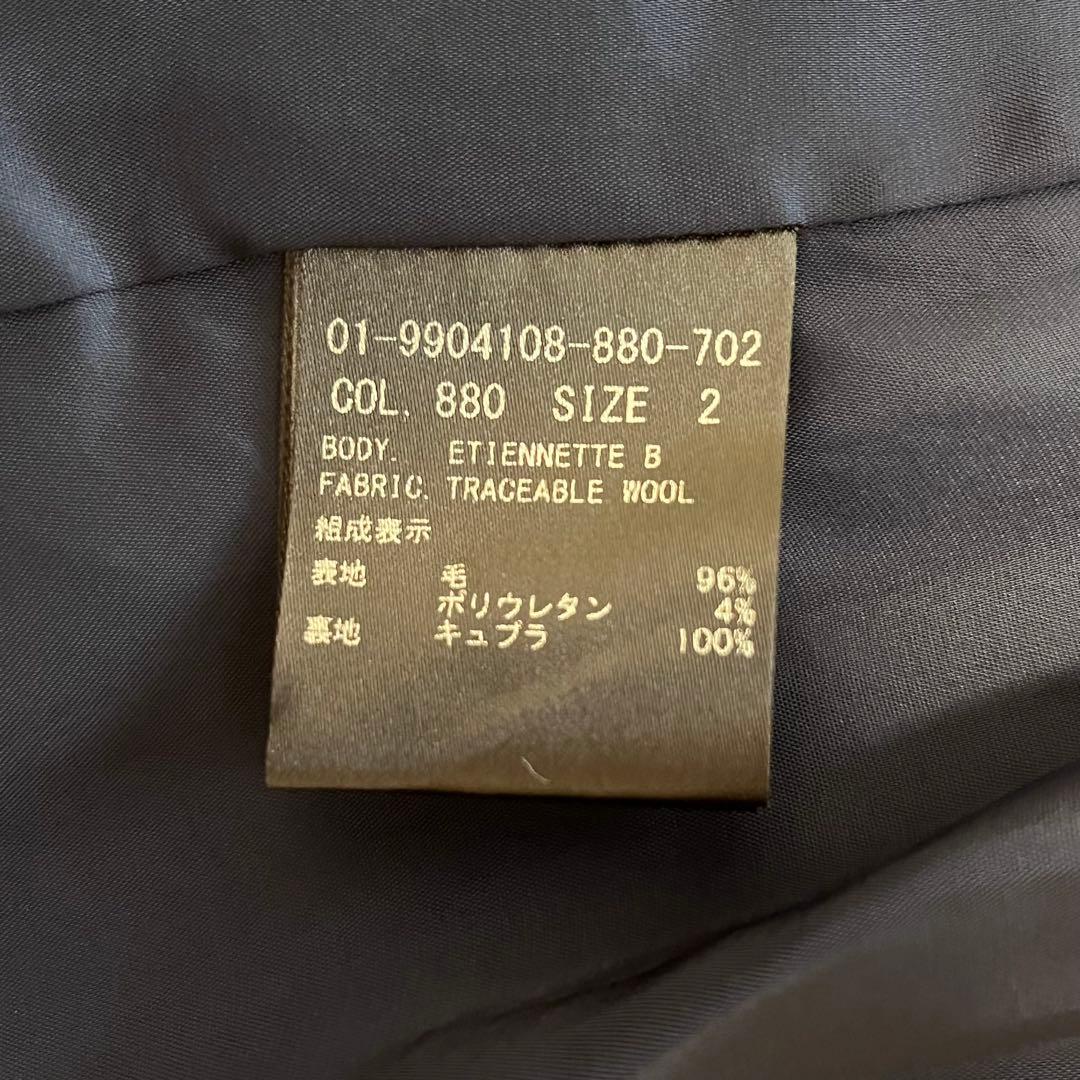 01-9904108-880-702
COL. 880 SIZE 2
BODY. ETIENNETTE B
FABRIC. TRACEABLE WOOL
組成表示
表地 毛 96%
ポリウレタン 4%
裏地 キュプラ 100%